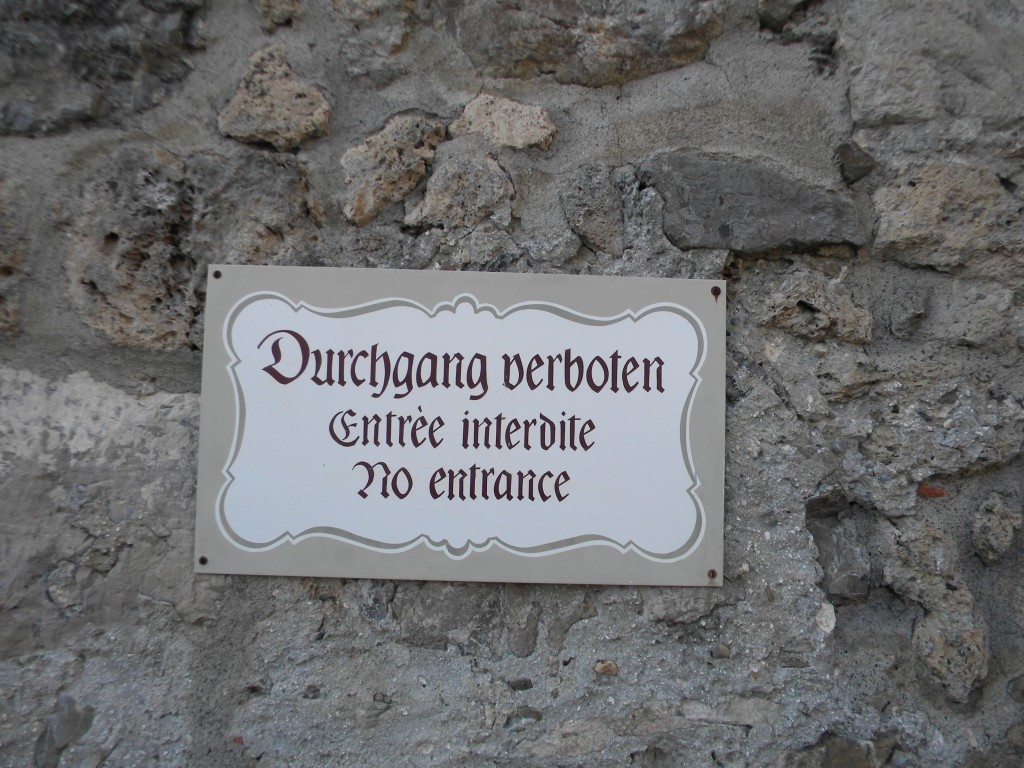 Durchgang verboten
Entrèe interdite
No entrance